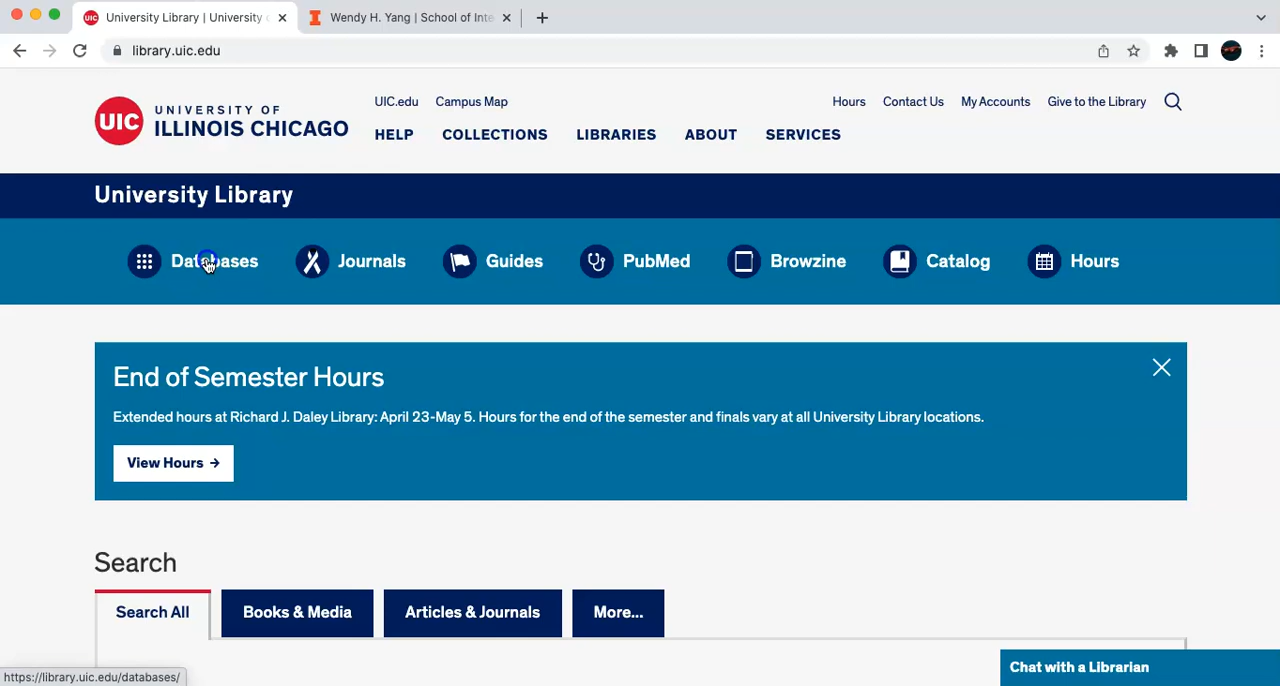 University Library | University
Wendy H. Yang | School of Inte
library.uic.edu
UIC
UNIVERSITY OF
ILLINOIS CHICAGO
UIC.edu Campus Map
Hours Contact Us My Accounts Give to the Library
HELP COLLECTIONS LIBRARIES ABOUT SERVICES
University Library
Databases Journals Guides PubMed Browzine Catalog Hours
End of Semester Hours
Extended hours at Richard J. Daley Library: April 23-May 5. Hours for the end of the semester and finals vary at all University Library locations.
View Hours →
Search
Search All Books & Media Articles & Journals More...
Chat with a Librarian
https://library.uic.edu/databases/